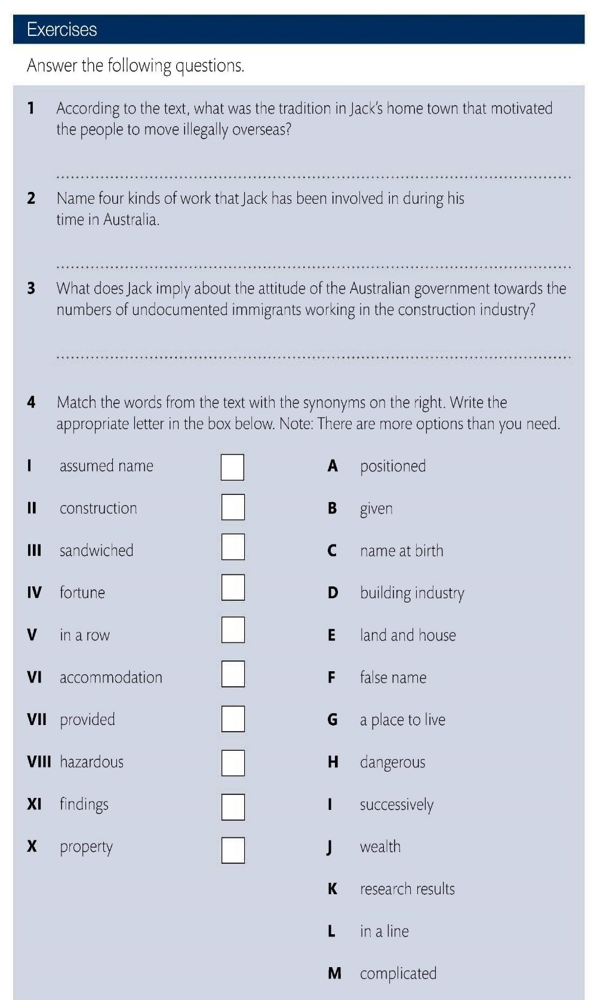 Exercises
Answer the following questions.
1 According to the text, what was the tradition in Jack's home town that motivated
the people to move illegally overseas?
2 Name four kinds of work that Jack has been involved in during his
time in Australia.
3 What does Jack imply about the attitude of the Australian government towards the
numbers of undocumented immigrants working in the construction industry?
4 Match the words from the text with the synonyms on the right. Write the
appropriate letter in the box below. Note: There are more options than you need.
I assumed name A positioned
II construction B given
III sandwiched C name at birth
IV fortune D building industry
V in a row E land and house
VI accommodation F false name
VII provided G a place to live
VIII hazardous H dangerous
XI findings I successively
X property J wealth
K research results
L in a line
M complicated